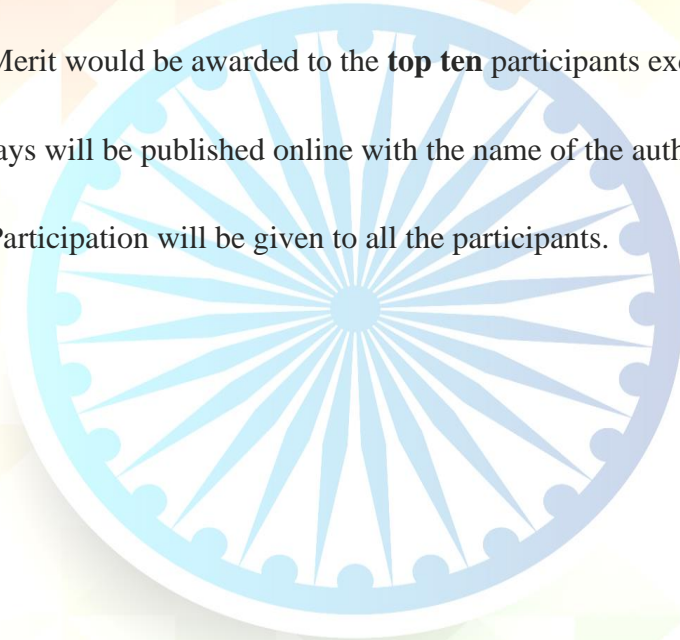 Merit would be awarded to the top ten participants exc
ays will be published online with the name of the auth
Participation will be given to all the participants.